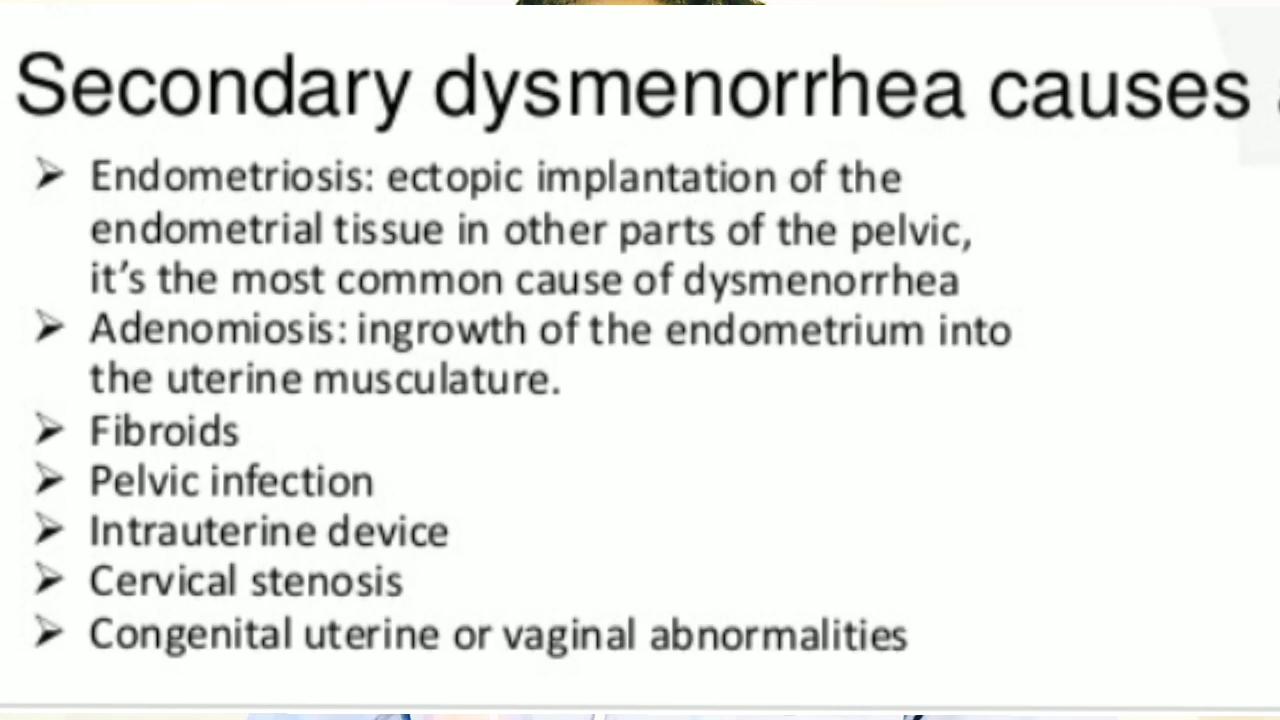 Secondary dysmenorrhea causes
➢ Endometriosis: ectopic implantation of the
endometrial tissue in other parts of the pelvic,
it's the most common cause of dysmenorrhea
➢ Adenomiosis: ingrowth of the endometrium into
the uterine musculature.
➢ Fibroids
➢ Pelvic infection
➢ Intrauterine device
➢ Cervical stenosis
➢ Congenital uterine or vaginal abnormalities